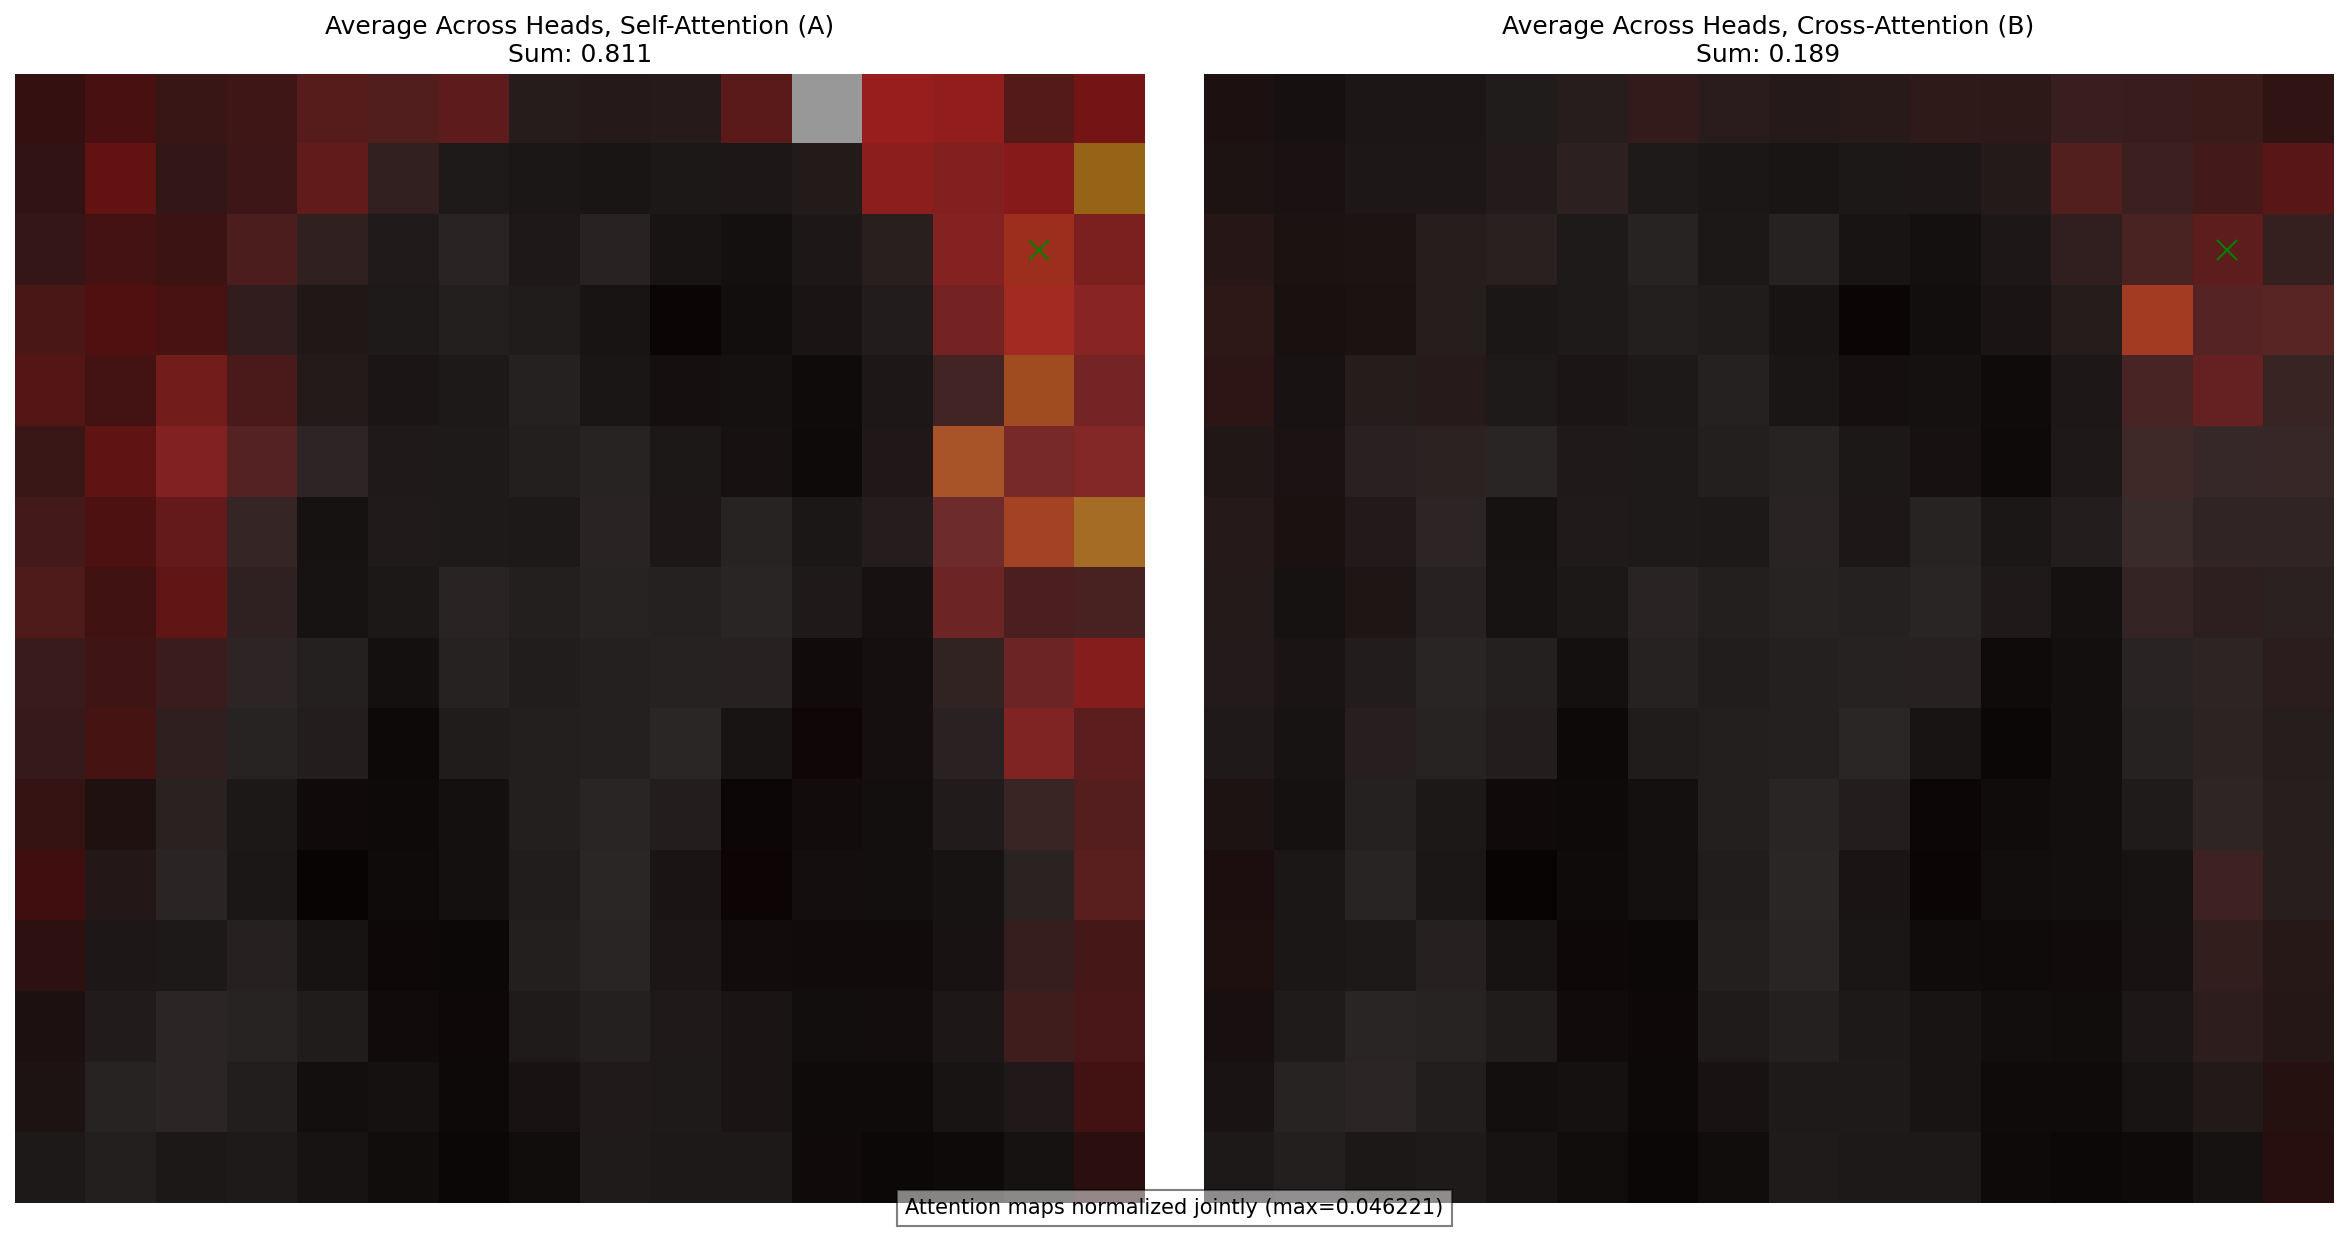 Average Across Heads, Self-Attention (A)
Sum: 0.811
Average Across Heads, Cross-Attention (B)
Sum: 0.189
Attention maps normalized jointly (max=0.046221)